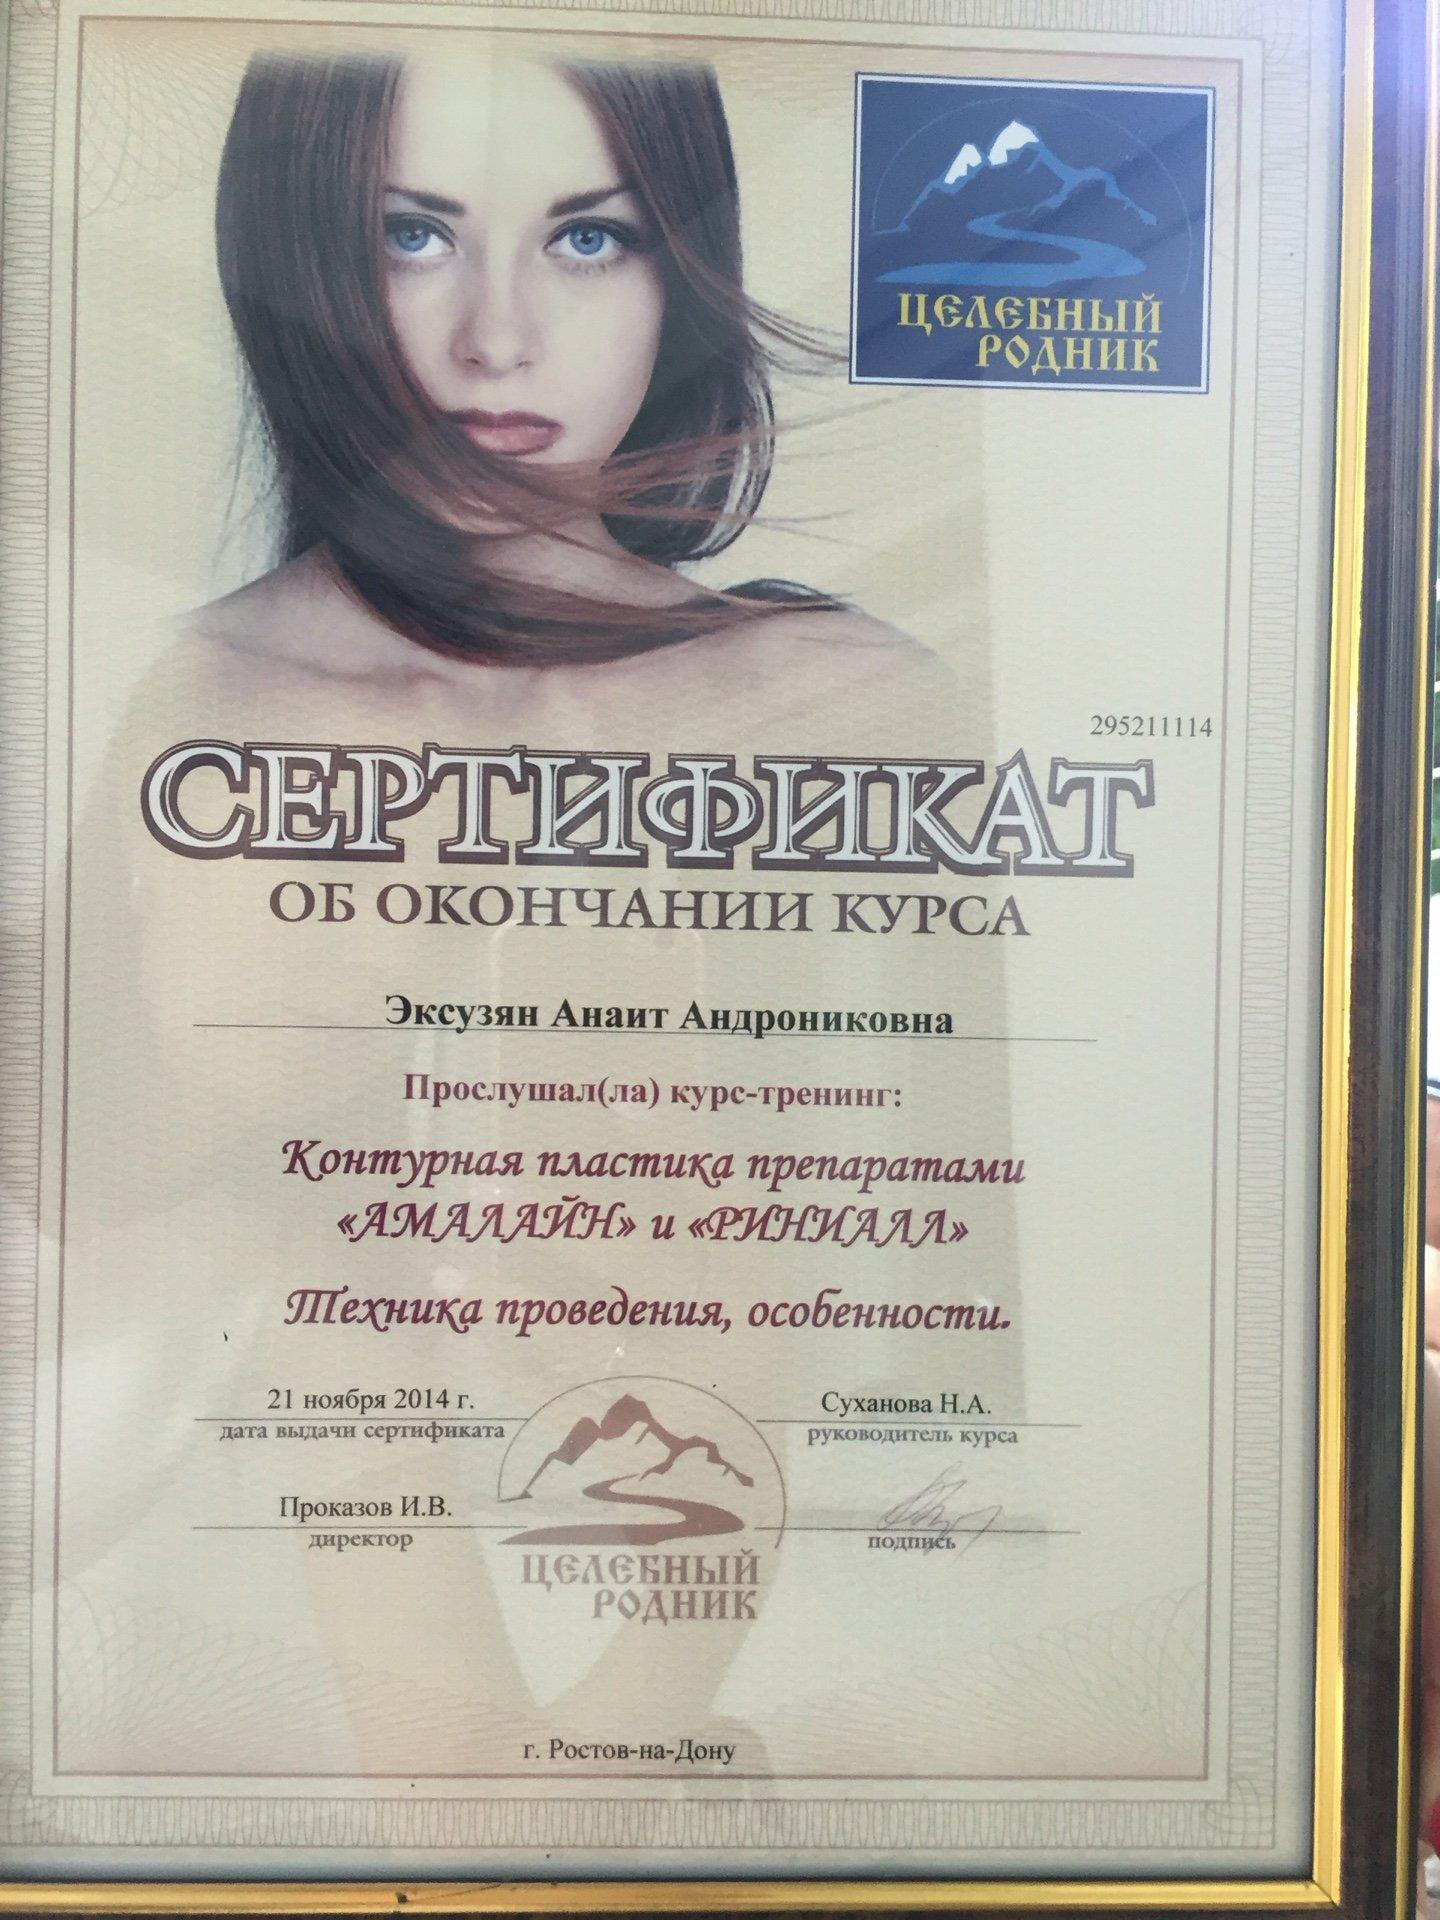 ЦЕЛЕБНЫЙ
РОДНИК
295211114
СЕРТИФИКАТ
ОБ ОКОНЧАНИИ КУРСА
Эксузян Анаит Андрониковна
Прослушал(ла) курс-тренинг:
Контурная пластика препаратами
«АМАЛАЙН» и «РИНИАЛЛ»
Техника проведения, особенности.
21 ноября 2014 г.
дата выдачи сертификата
Суханова Н.А.
руководитель курса
Проказов И.В.
директор
подпись
ЦЕЛЕБНЫЙ
РОДНИК
г. Ростов-на-Дону